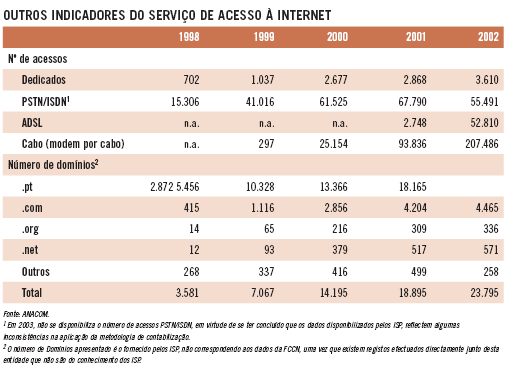 OUTROS INDICADORES DO SERVIÇO DE ACESSO À INTERNET
1998 1999 2000 2001 2002
Nº de acessos
Dedicados 702 1.037 2.677 2.868 3.610
PSTN/ISDN¹ 15.306 41.016 61.525 67.790 55.491
ADSL n.a. n.a. n.a. 2.748 52.810
Cabo (modem por cabo) n.a. 297 25.154 93.836 207.486
Número de domínios²
.pt 2.872 5.456 10.328 13.366 18.165
.com 415 1.116 2.856 4.204 4.465
.org 14 65 216 309 336
.net 12 93 379 517 571
Outros 268 337 416 499 258
Total 3.581 7.067 14.195 18.895 23.795
Fonte: ANACOM.
¹ Em 2003, não se disponibiliza o número de acessos PSTN/ISDN, em virtude de se ter concluído que os dados disponibilizados pelos ISP, reflectem algumas
inconsistências na aplicação da metodologia de contabilização.
² O número de Domínios apresentado é o fornecido pelos ISP, não correspondendo aos dados da FCCN, uma vez que existem registos efectuados directamente junto desta
entidade que não são do conhecimento dos ISP.